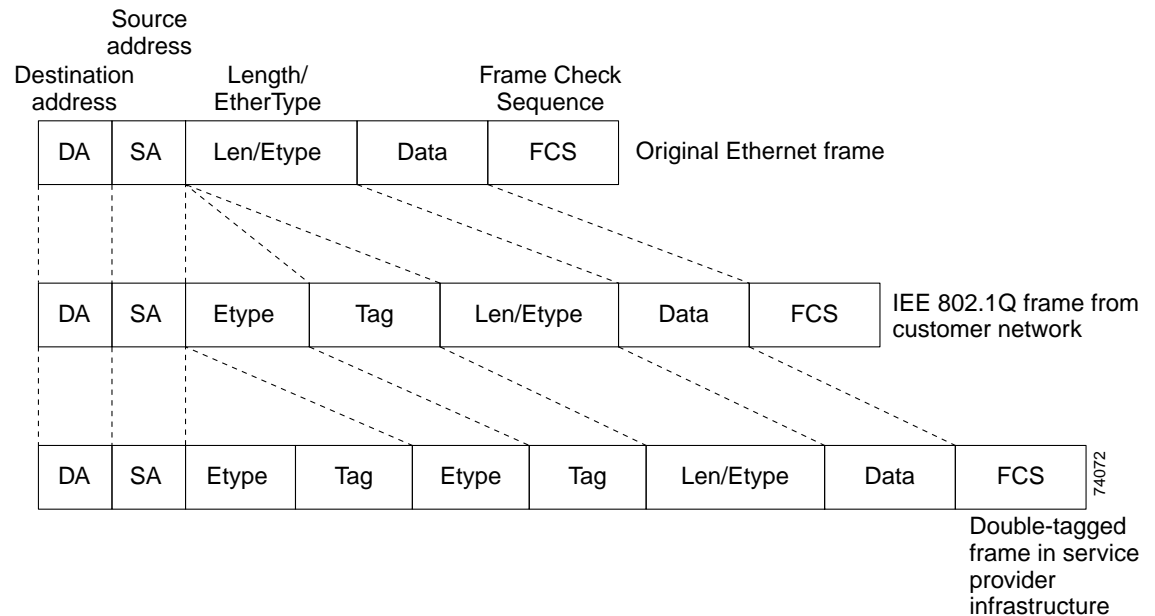 Source
address
Destination
address
Length/
EtherType
Frame Check
Sequence
DA SA Len/Etype Data FCS Original Ethernet frame
DA SA Etype Tag Len/Etype Data FCS
IEE 802.1Q frame from
customer network
DA SA Etype Tag Etype Tag Len/Etype Data FCS
74072
Double-tagged
frame in service
provider
infrastructure